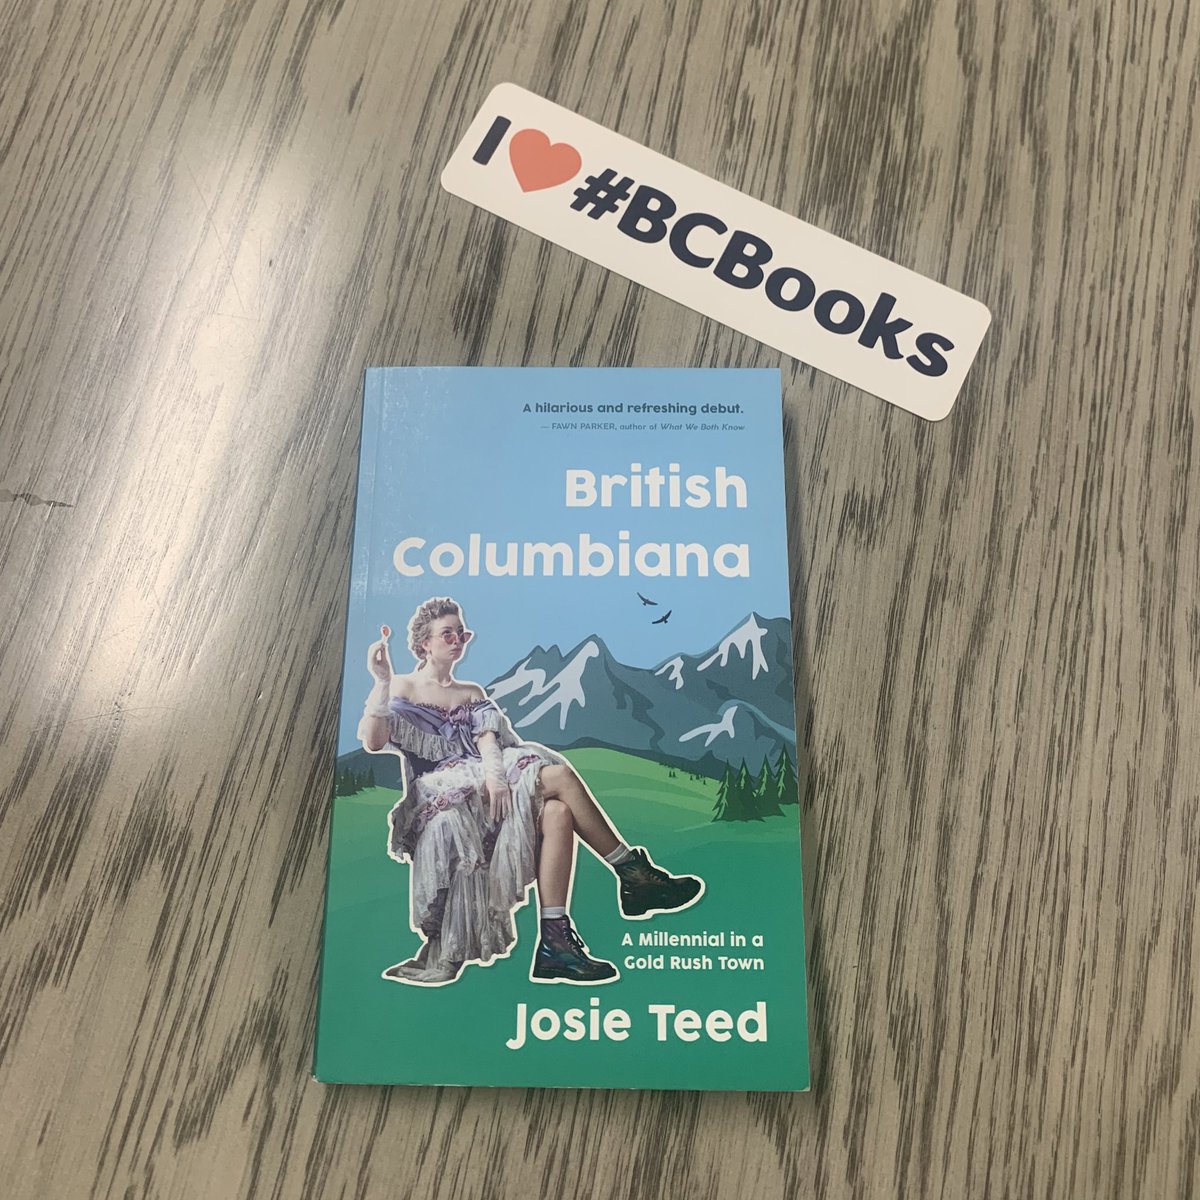 I ❤ #BCBooks
A hilarious and refreshing debut.
— FAWN PARKER, author of What We Both Know
British
Columbiana
A Millennial in a
Gold Rush Town
Josie Teed